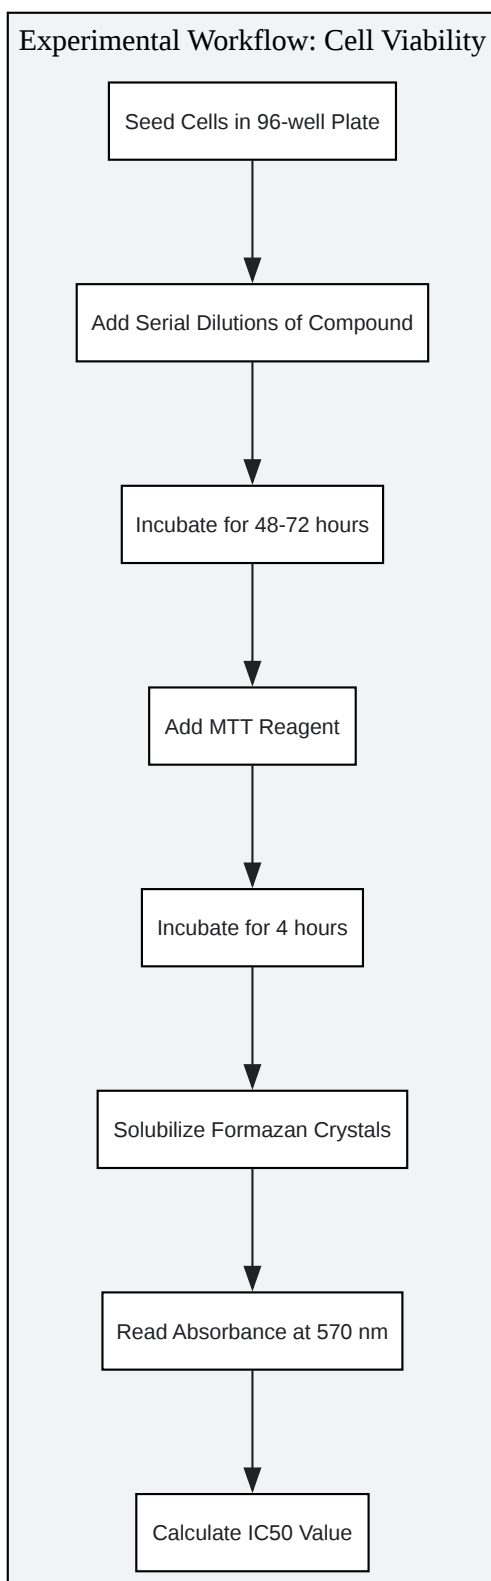 Experimental Workflow: Cell Viability
Seed Cells in 96-well Plate
Add Serial Dilutions of Compound
Incubate for 48-72 hours
Add MTT Reagent
Incubate for 4 hours
Solubilize Formazan Crystals
Read Absorbance at 570 nm
Calculate IC50 Value